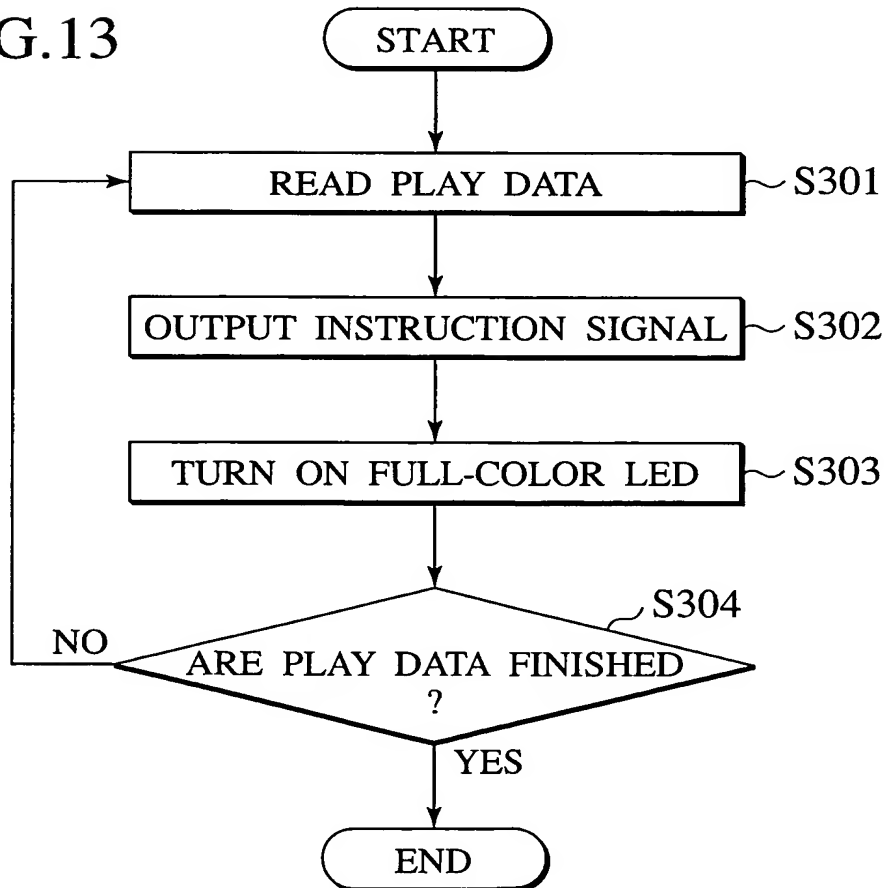 G.13
START
READ PLAY DATA
S301
OUTPUT INSTRUCTION SIGNAL
S302
TURN ON FULL-COLOR LED
S303
S304
NO
ARE PLAY DATA FINISHED
?
YES
END